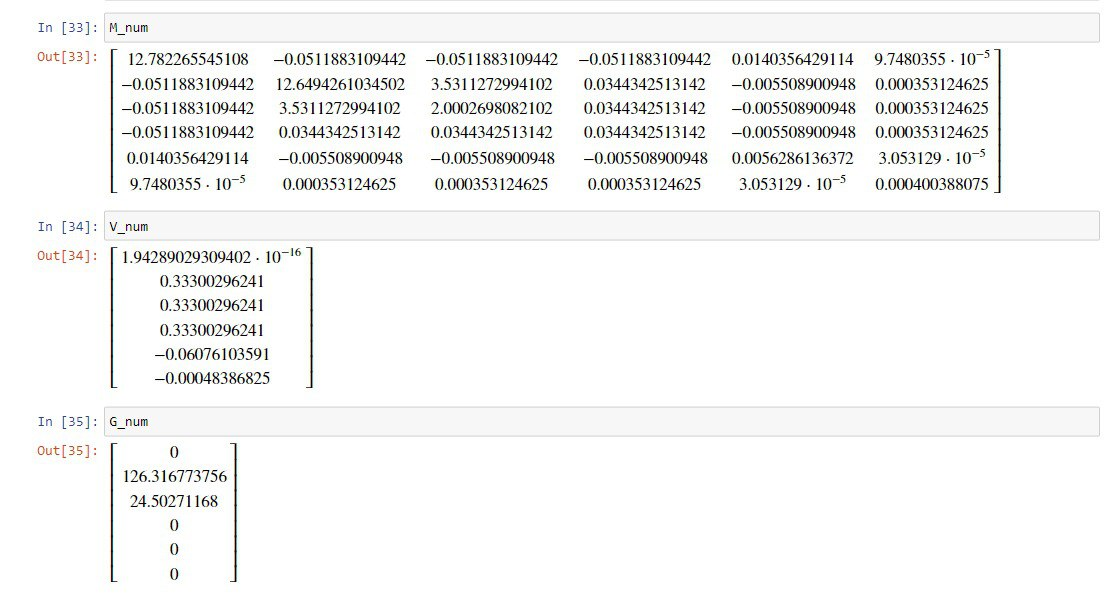 In [33]: M_num
Out[33]:
12.782265545108 −0.0511883109442 −0.0511883109442 −0.0511883109442 0.0140356429114 9.7480355 · 10⁻⁵
−0.0511883109442 12.6494261034502 3.5311272994102 0.0344342513142 −0.005508900948 0.000353124625
−0.0511883109442 3.5311272994102 2.0002698082102 0.0344342513142 −0.005508900948 0.000353124625
−0.0511883109442 0.0344342513142 0.0344342513142 0.0344342513142 −0.005508900948 0.000353124625
0.0140356429114 −0.005508900948 −0.005508900948 −0.005508900948 0.0056286136372 3.053129 · 10⁻⁵
9.7480355 · 10⁻⁵ 0.000353124625 0.000353124625 0.000353124625 3.053129 · 10⁻⁵ 0.000400388075
In [34]: V_num
Out[34]:
1.94289029309402 · 10⁻¹⁶
0.33300296241
0.33300296241
0.33300296241
−0.06076103591
−0.00048386825
In [35]: G_num
Out[35]:
0
126.316773756
24.50271168
0
0
0